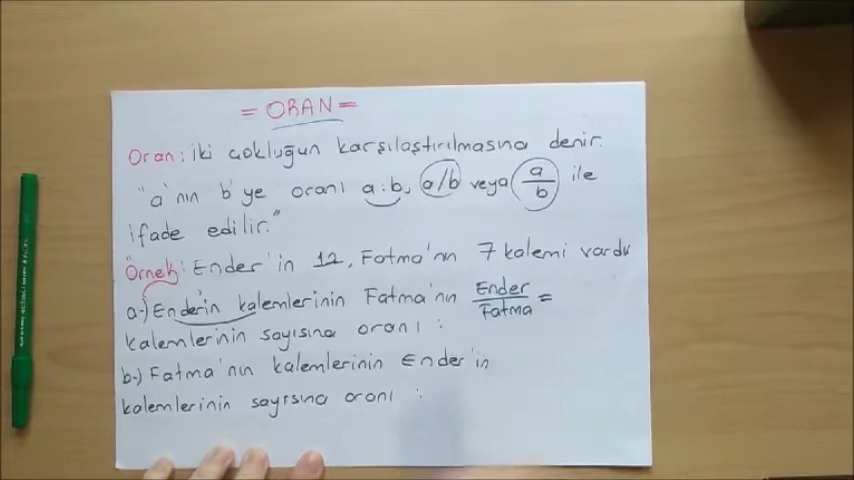 = ORAN =
Oran: iki çokluğun karşılaştırılmasına denir.
"a'nın b'ye oranı a:b, a/b veya a/b ile
ifade edilir."
Örnek: Ender'in 12, Fatma'nın 7 kalemi vardır
a-) Ender'in kalemlerinin Fatma'nın Ender/Fatma =
kalemlerinin sayısına oranı :
b-) Fatma'nın kalemlerinin Ender'in
kalemlerinin sayısına oranı :